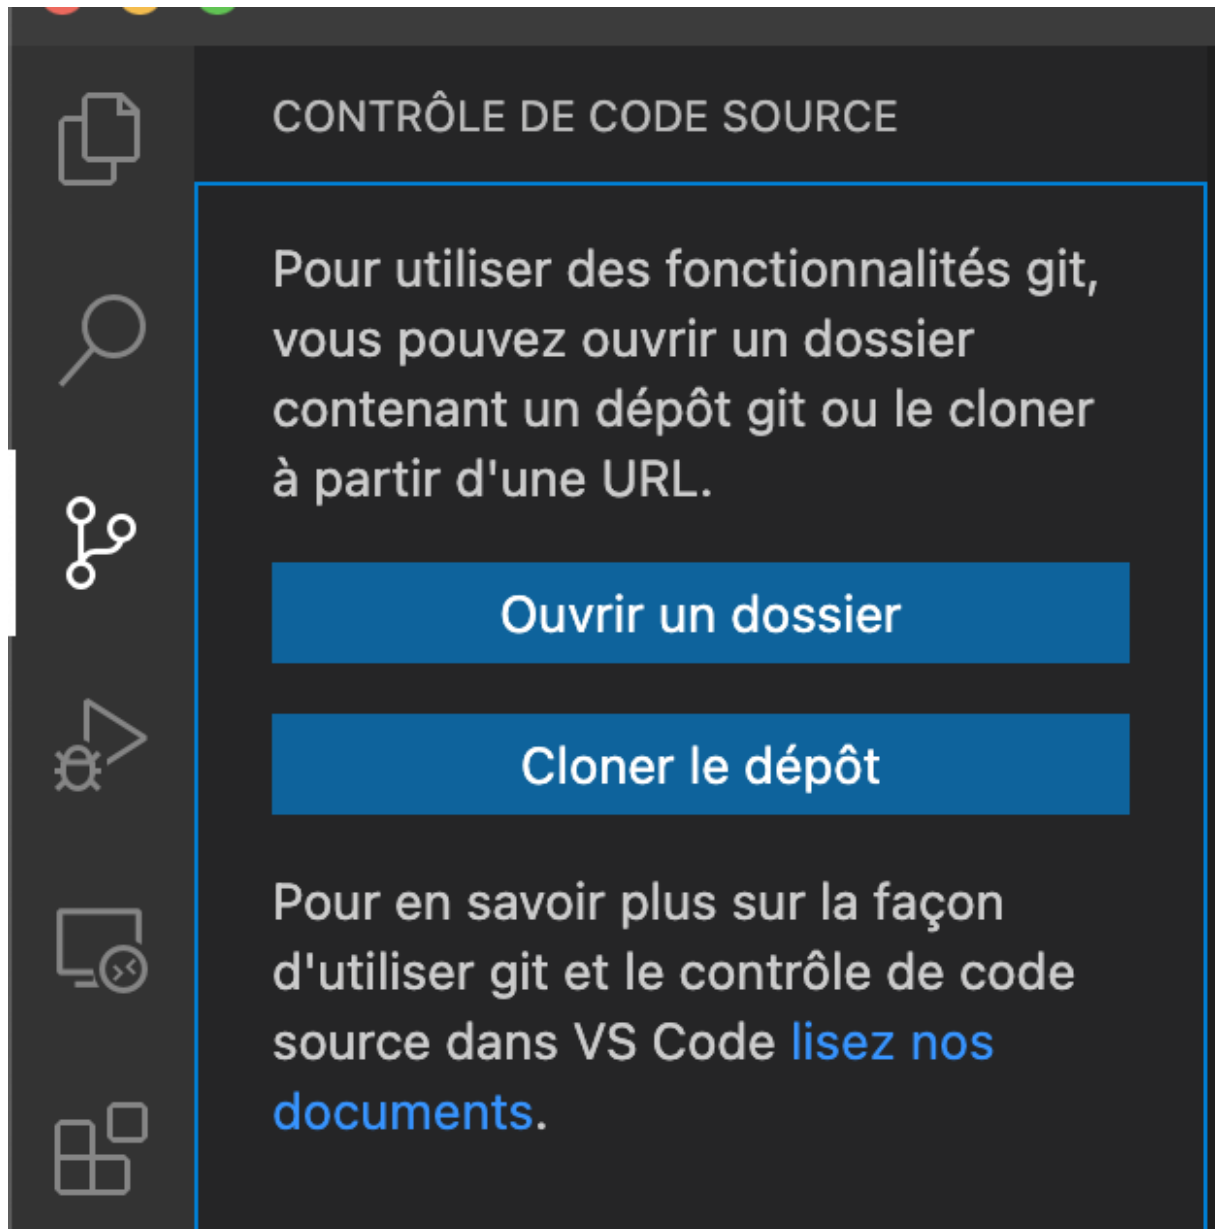 CONTRÔLE DE CODE SOURCE
Pour utiliser des fonctionnalités git,
vous pouvez ouvrir un dossier
contenant un dépôt git ou le cloner
à partir d'une URL.
Ouvrir un dossier
Cloner le dépôt
Pour en savoir plus sur la façon
d'utiliser git et le contrôle de code
source dans VS Code lisez nos
documents.